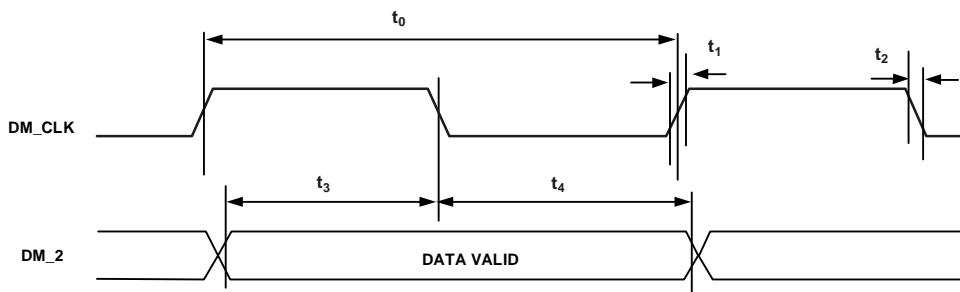 t0
t1
t2
DM_CLK
t3
t4
DM_2
DATA VALID